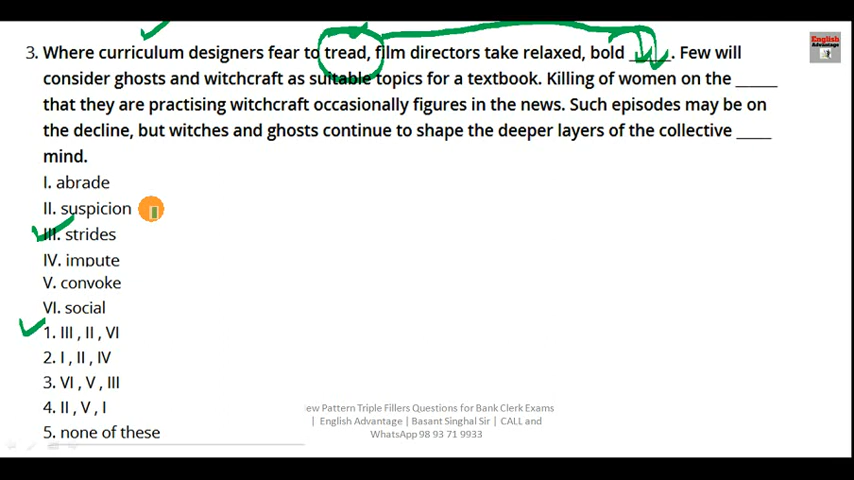 English
Advantage
3. Where curriculum designers fear to tread, film directors take relaxed, bold _____. Few will
consider ghosts and witchcraft as suitable topics for a textbook. Killing of women on the _____
that they are practising witchcraft occasionally figures in the news. Such episodes may be on
the decline, but witches and ghosts continue to shape the deeper layers of the collective ____
mind.
I. abrade
II. suspicion
III. strides
IV. impute
V. convoke
VI. social
1. III , II , VI
2. I , II , IV
3. VI , V , III
4. II , V , I
5. none of these
ew Pattern Triple Fillers Questions for Bank Clerk Exams
| English Advantage | Basant Singhal Sir | CALL and
WhatsApp 98 93 71 9933